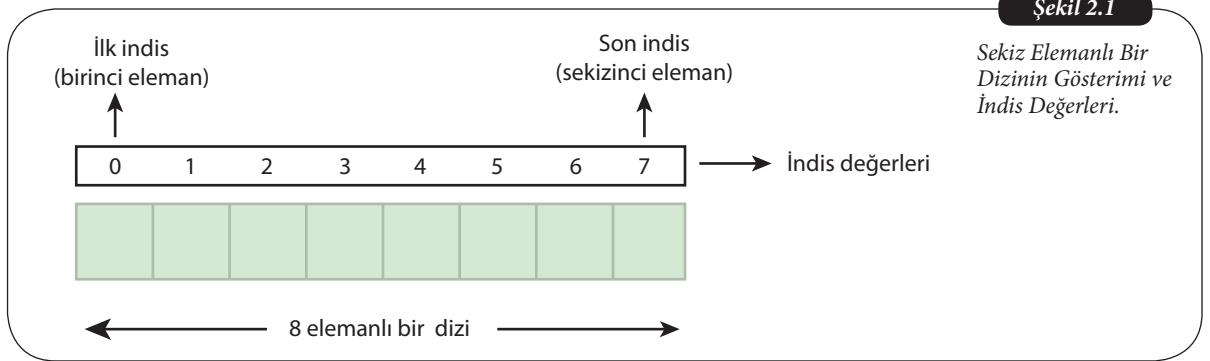 Şekil 2.1
Sekiz Elemanlı Bir
Dizinin Gösterimi ve
İndis Değerleri.
İlk indis
(birinci eleman)
Son indis
(sekizinci eleman)
0 1 2 3 4 5 6 7
İndis değerleri
8 elemanlı bir dizi